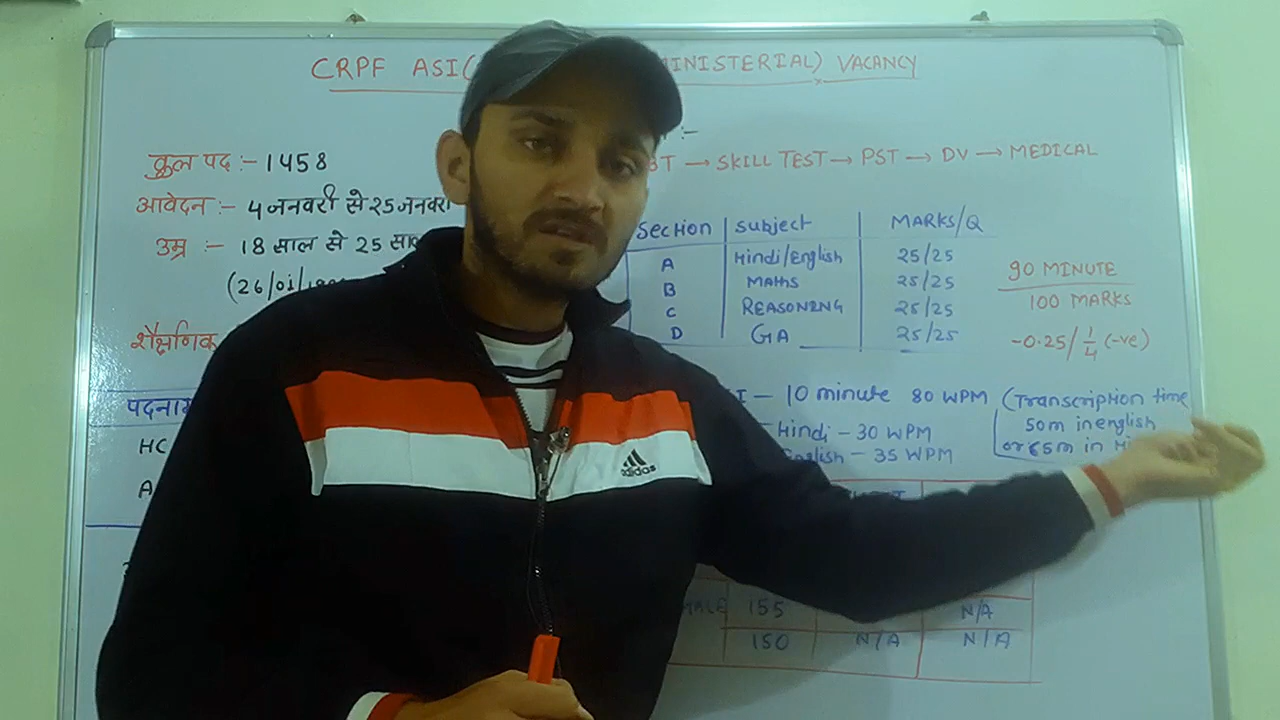 CRPF ASI( MINISTERIAL) VACANCY
कुल पद :- 1458
आवेदन :- 4 जनवरी से 25 जनवरी
उम्र :- 18 साल से 25 साल
(26/01/
शैक्षणिक
पदनाम
HC
A
:-
BT → SKILL TEST → PST → DV → MEDICAL
Section Subject MARKS/Q
A Hindi/English 25/25
B Maths 25/25
C REASONING 25/25
D GA 25/25
90 MINUTE
100 MARKS
-0.25/ 1/4 (-ve)
I - 10 minute 80 WPM (Transcription time
50m in english
or 65m in Hi
- Hindi - 30 WPM
English - 35 WPM
MALE 155 N/A
150 N/A N/A
adidas